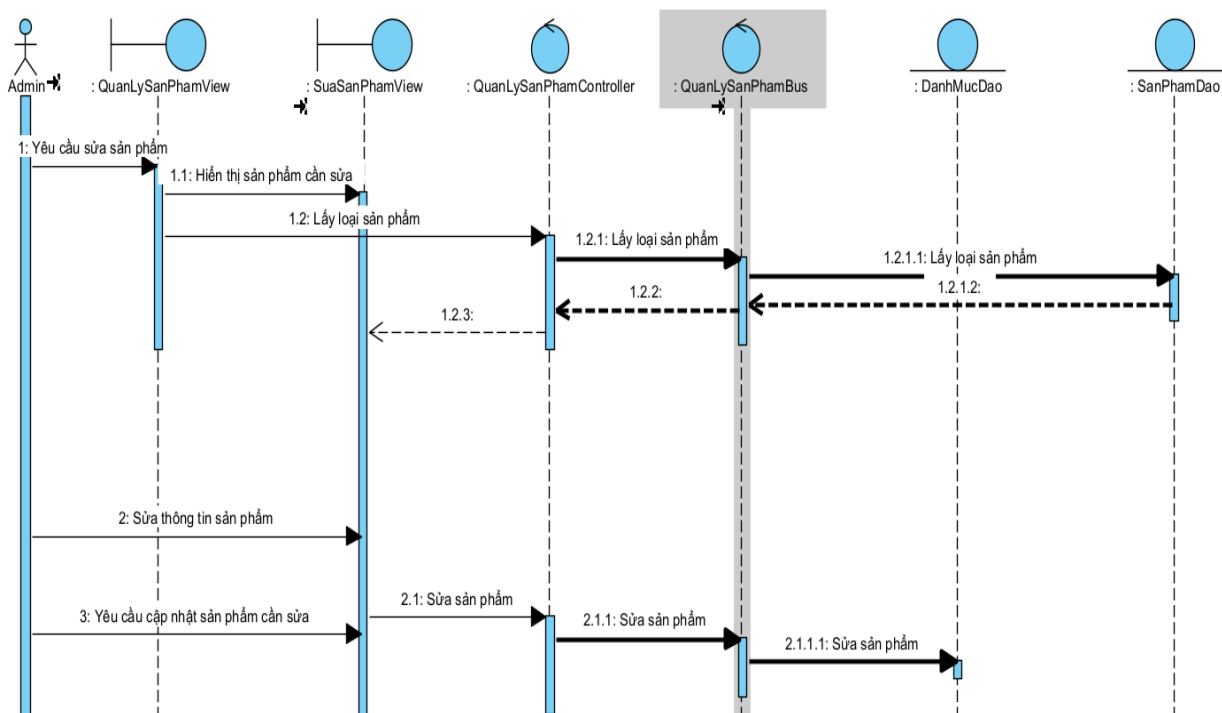 Admin
: QuanLySanPhamView
: SuaSanPhamView
: QuanLySanPhamController
: QuanLySanPhamBus
: DanhMucDao
: SanPhamDao
1: Yêu cầu sửa sản phẩm
1.1: Hiển thị sản phẩm cần sửa
1.2: Lấy loại sản phẩm
1.2.1: Lấy loại sản phẩm
1.2.1.1: Lấy loại sản phẩm
1.2.1.2:
1.2.2:
1.2.3:
2: Sửa thông tin sản phẩm
2.1: Sửa sản phẩm
3: Yêu cầu cập nhật sản phẩm cần sửa
2.1.1: Sửa sản phẩm
2.1.1.1: Sửa sản phẩm